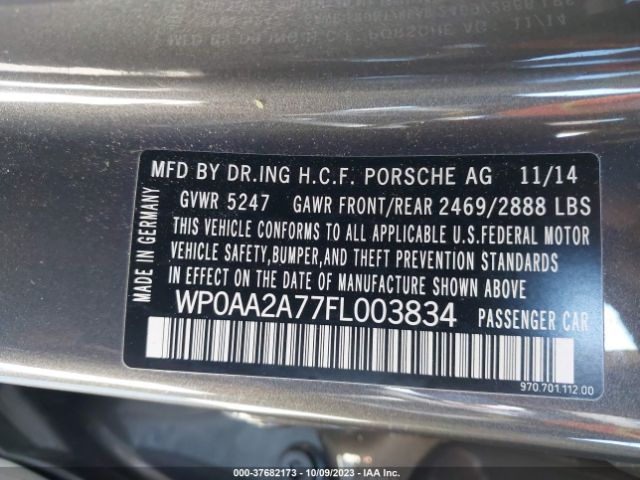 MFD BY DR.ING H.C.F. PORSCHE AG 11/14
GVWR 5247 GAWR FRONT/REAR 2469/2888 LBS
THIS VEHICLE CONFORMS TO ALL APPLICABLE U.S.FEDERAL MOTOR
VEHICLE SAFETY,BUMPER,AND THEFT PREVENTION STANDARDS
IN EFFECT ON THE DATE OF MANUFACTURE SHOWN ABOVE
WP0AA2A77FL003834 PASSENGER CAR
MADE IN GERMANY
970.701.112.00
000-37682173 | 10/09/2023 | IAA Inc.